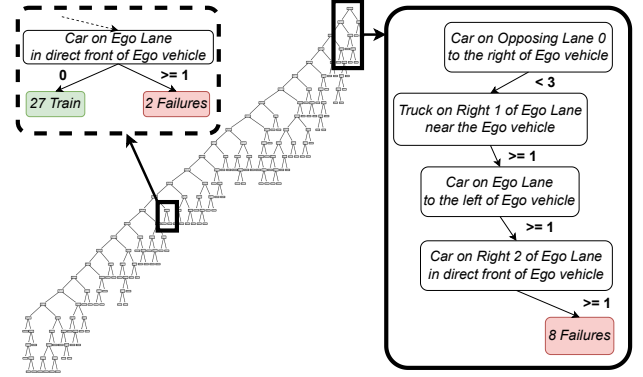 Car on Ego Lane
in direct front of Ego vehicle
0
>= 1
27 Train
2 Failures
Car on Opposing Lane 0
to the right of Ego vehicle
< 3
Truck on Right 1 of Ego Lane
near the Ego vehicle
>= 1
Car on Ego Lane
to the left of Ego vehicle
>= 1
Car on Right 2 of Ego Lane
in direct front of Ego vehicle
>= 1
8 Failures